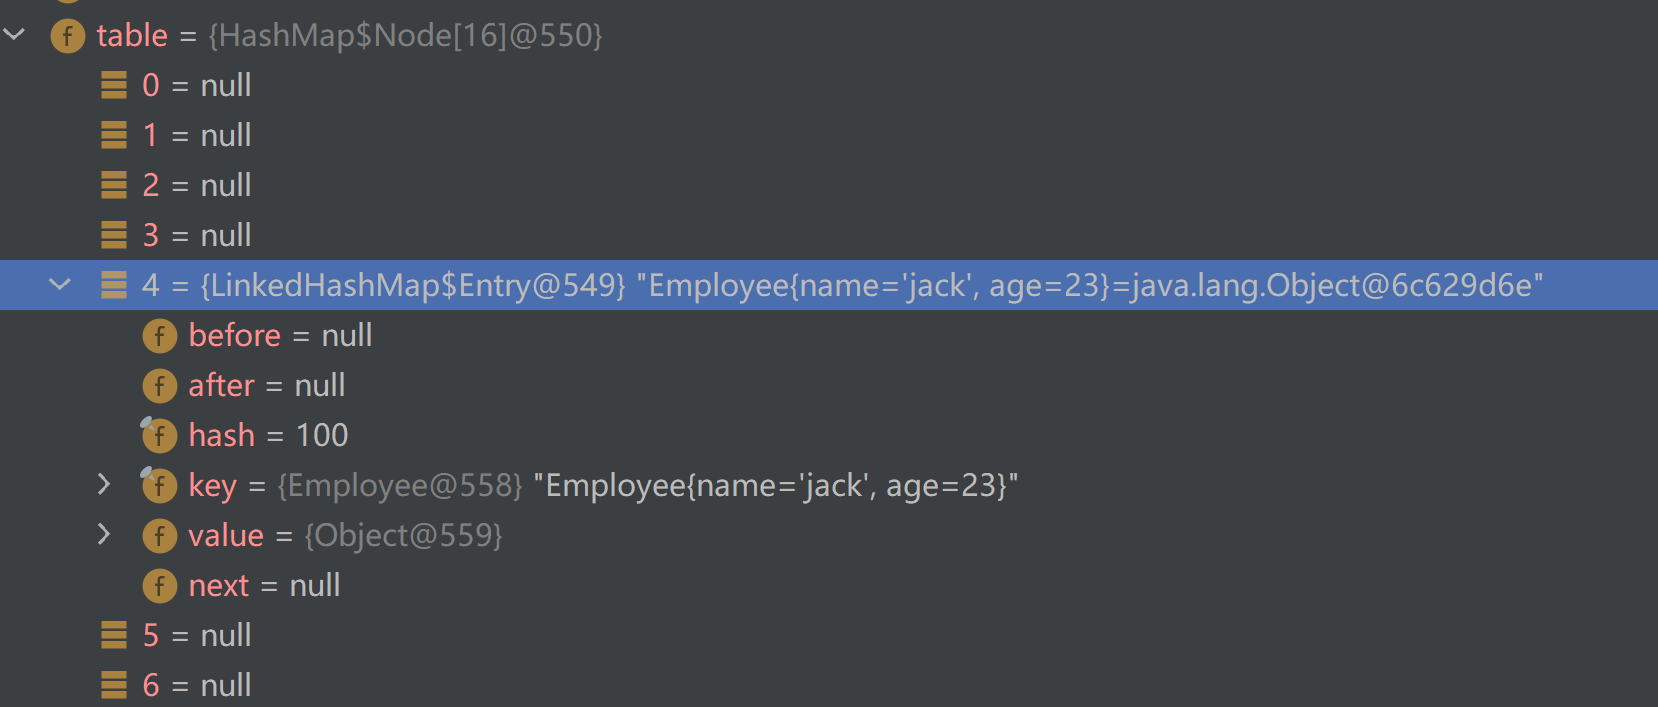 f table = {HashMap$Node[16]@550}
0 = null
1 = null
2 = null
3 = null
4 = {LinkedHashMap$Entry@549} "Employee{name='jack', age=23}=java.lang.Object@6c629d6e"
f before = null
f after = null
f hash = 100
f key = {Employee@558} "Employee{name='jack', age=23}"
f value = {Object@559}
f next = null
5 = null
6 = null